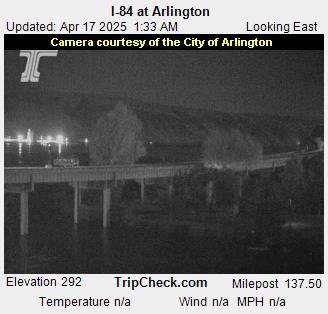 I-84 at Arlington
Updated: Apr 17 2025 1:33 AM Looking East
Camera courtesy of the City of Arlington
Elevation 292 TripCheck.com Milepost 137.50
Temperature n/a Wind n/a MPH n/a